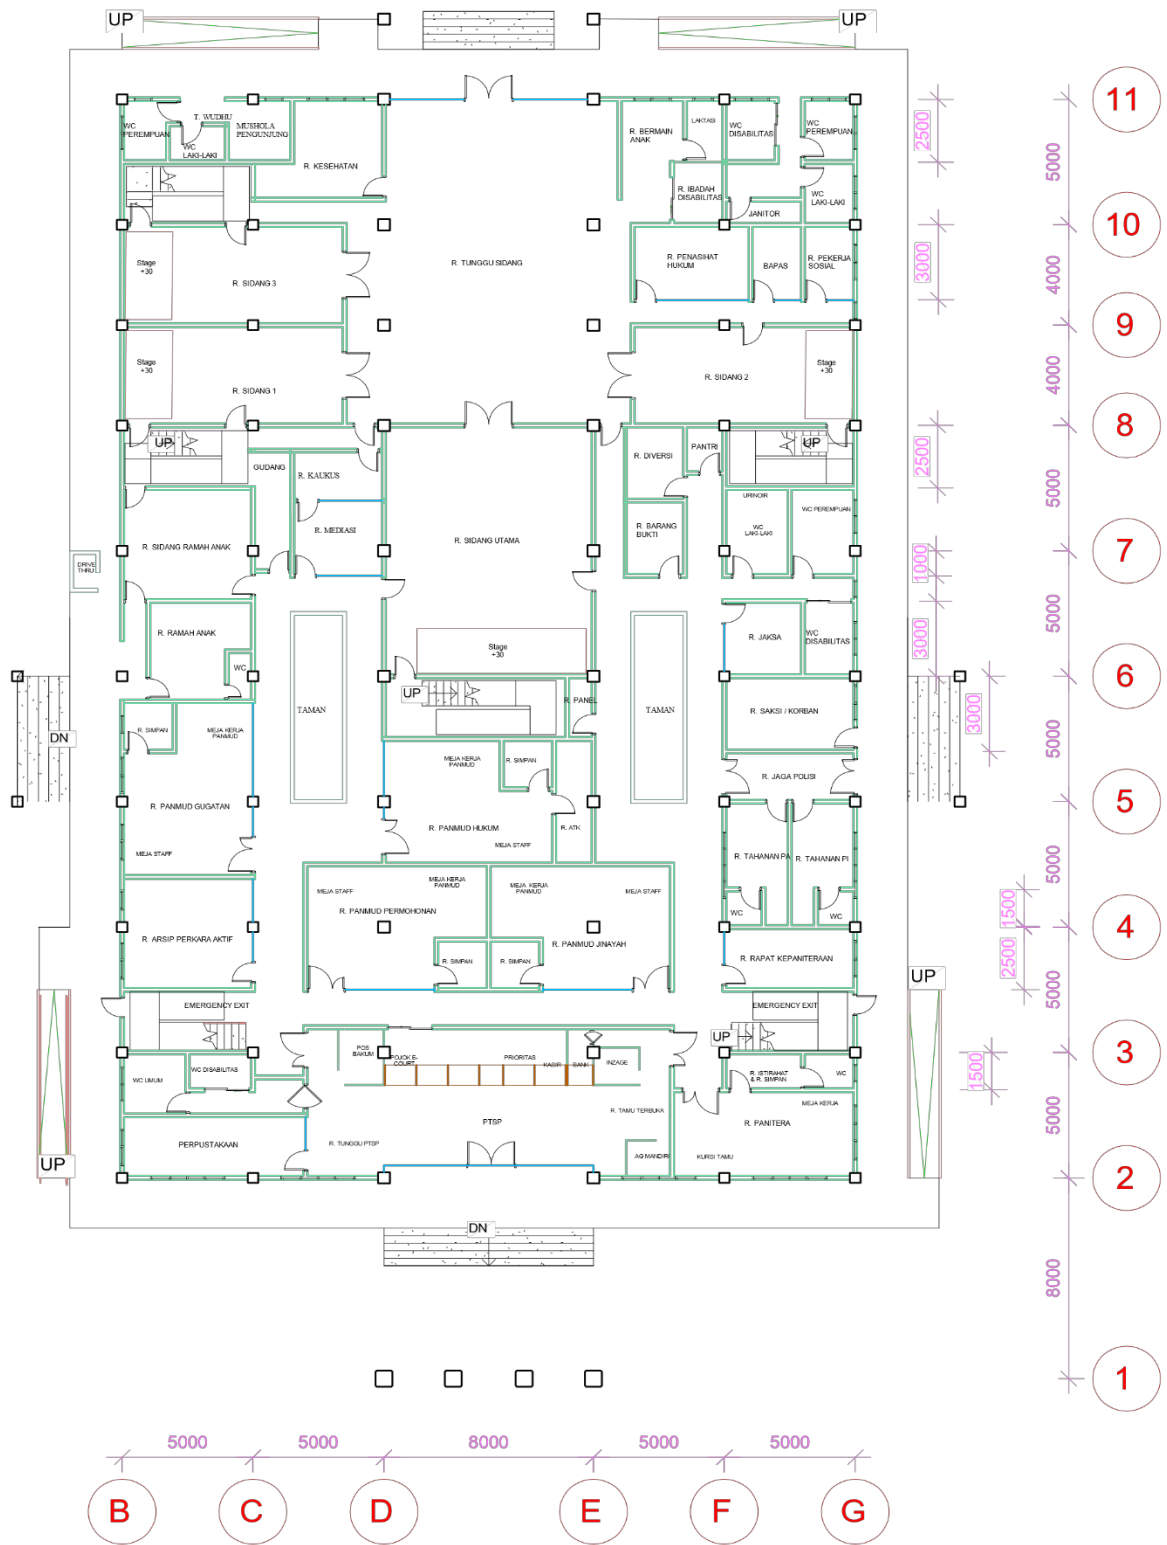 UP
UP
11
T. WUDHU
WC
PEREMPUAN
MUSHOLA
PENGUNJUNG
WC
LAKI-LAKI
R. KESEHATAN
R. BERMAIN
ANAK
LAKTASI
WC
DISABILITAS
WC
PEREMPUAN
2500
5000
R. IBADAH
DISABILITAS
JANITOR
WC
LAKI-LAKI
10
Stage
+30
R. SIDANG 3
R. TUNGGU SIDANG
R. PENASIHAT
HUKUM
BAPAS
R. PEKERJA
SOSIAL
3000
4000
9
Stage
+30
R. SIDANG 1
R. SIDANG 2
Stage
+30
4000
8
UP
GUDANG
R. KAUKUS
R. DIVERSI
PANTRI
UP
2500
5000
R. MEDIASI
R. SIDANG UTAMA
R. BARANG
BUKTI
URINOIR
WC
LAKI-LAKI
WC PEREMPUAN
R. SIDANG RAMAH ANAK
7
DRIVE
THRU
1000
5000
R. RAMAH ANAK
WC
Stage
+30
R. JAKSA
WC
DISABILITAS
3000
6
UP
R. PANEL
TAMAN
TAMAN
R. SAKSI / KORBAN
3000
5000
DN
R. SIMPAN
MEJA KERJA
PANMUD
MEJA KERJA
PANMUD
R. SIMPAN
R. JAGA POLISI
R. PANMUD GUGATAN
5
R. PANMUD HUKUM
R. ATK
MEJA STAFF
MEJA STAFF
R. TAHANAN PA
R. TAHANAN PI
5000
MEJA STAFF
MEJA KERJA
PANMUD
MEJA KERJA
PANMUD
MEJA STAFF
R. PANMUD PERMOHONAN
WC
WC
1500
4
R. ARSIP PERKARA AKTIF
R. PANMUD JINAYAH
R. SIMPAN
R. SIMPAN
R. RAPAT KEPANITERAAN
2500
5000
UP
EMERGENCY EXIT
EMERGENCY EXIT
UP
3
POS
BAKUM
POJOK E-
COURT
PRIORITAS
KASIR
BANK
INZAGE
WC UMUM
WC DISABILITAS
R. ISTIRAHAT
& R. SIMPAN
WC
1500
5000
MEJA KERJA
R. TAMU TERBUKA
PTSP
R. PANITERA
PERPUSTAKAAN
R. TUNGGU PTSP
AG MANDIRI
KURSI TAMU
UP
2
DN
8000
1
5000
5000
8000
5000
5000
B
C
D
E
F
G